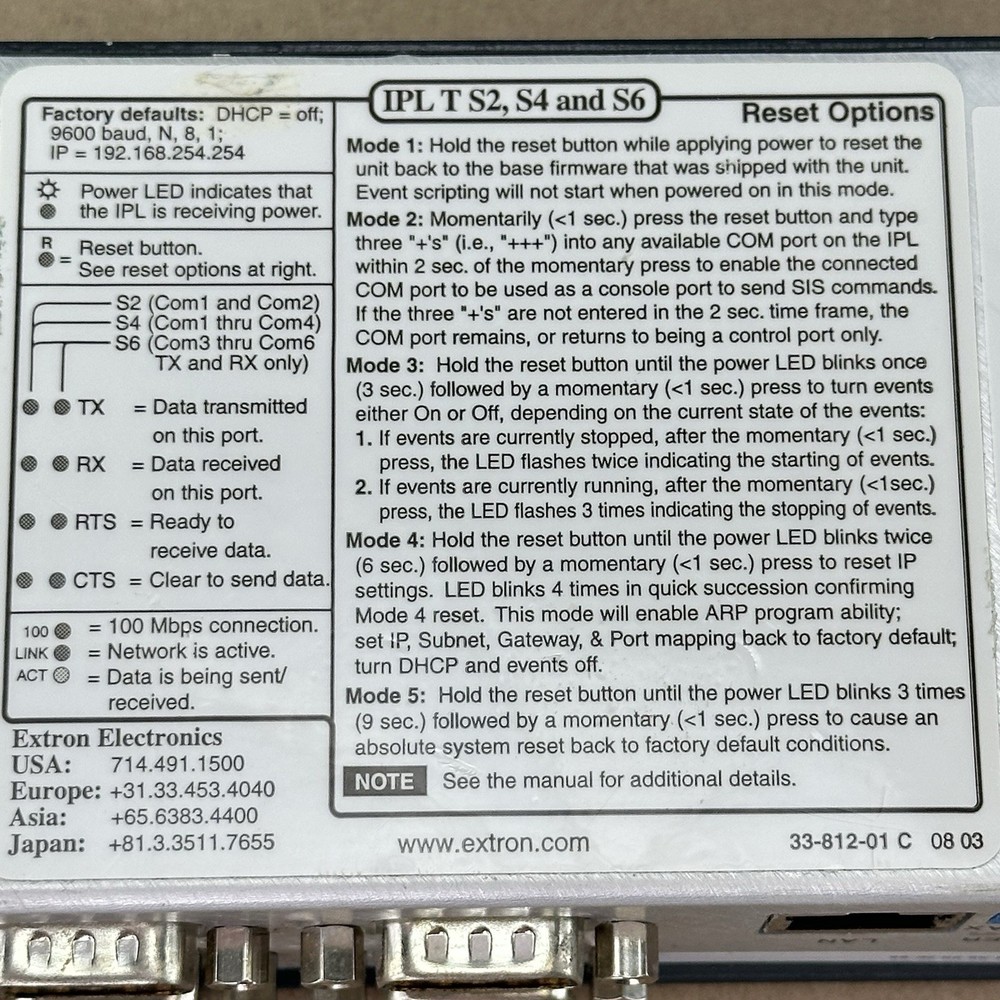 IPL T S2, S4 and S6
Factory defaults: DHCP = off;
9600 baud, N, 8, 1;
IP = 192.168.254.254
Power LED indicates that
the IPL is receiving power.
R
= Reset button.
See reset options at right.
S2 (Com1 and Com2)
S4 (Com1 thru Com4)
S6 (Com3 thru Com6
TX and RX only)
TX = Data transmitted
on this port.
RX = Data received
on this port.
RTS = Ready to
receive data.
CTS = Clear to send data.
100 = 100 Mbps connection.
LINK = Network is active.
ACT = Data is being sent/
received.
Extron Electronics
USA: 714.491.1500
Europe: +31.33.453.4040
Asia: +65.6383.4400
Japan: +81.3.3511.7655
Reset Options
Mode 1: Hold the reset button while applying power to reset the
unit back to the base firmware that was shipped with the unit.
Event scripting will not start when powered on in this mode.
Mode 2: Momentarily (<1 sec.) press the reset button and type
three "+'s" (i.e., "+++") into any available COM port on the IPL
within 2 sec. of the momentary press to enable the connected
COM port to be used as a console port to send SIS commands.
If the three "+'s" are not entered in the 2 sec. time frame, the
COM port remains, or returns to being a control port only.
Mode 3: Hold the reset button until the power LED blinks once
(3 sec.) followed by a momentary (<1 sec.) press to turn events
either On or Off, depending on the current state of the events:
1. If events are currently stopped, after the momentary (<1 sec.)
press, the LED flashes twice indicating the starting of events.
2. If events are currently running, after the momentary (<1sec.)
press, the LED flashes 3 times indicating the stopping of events.
Mode 4: Hold the reset button until the power LED blinks twice
(6 sec.) followed by a momentary (<1 sec.) press to reset IP
settings. LED blinks 4 times in quick succession confirming
Mode 4 reset. This mode will enable ARP program ability;
set IP, Subnet, Gateway, & Port mapping back to factory default;
turn DHCP and events off.
Mode 5: Hold the reset button until the power LED blinks 3 times
(9 sec.) followed by a momentary (<1 sec.) press to cause an
absolute system reset back to factory default conditions.
NOTE See the manual for additional details.
www.extron.com
33-812-01 C 08 03
LAN